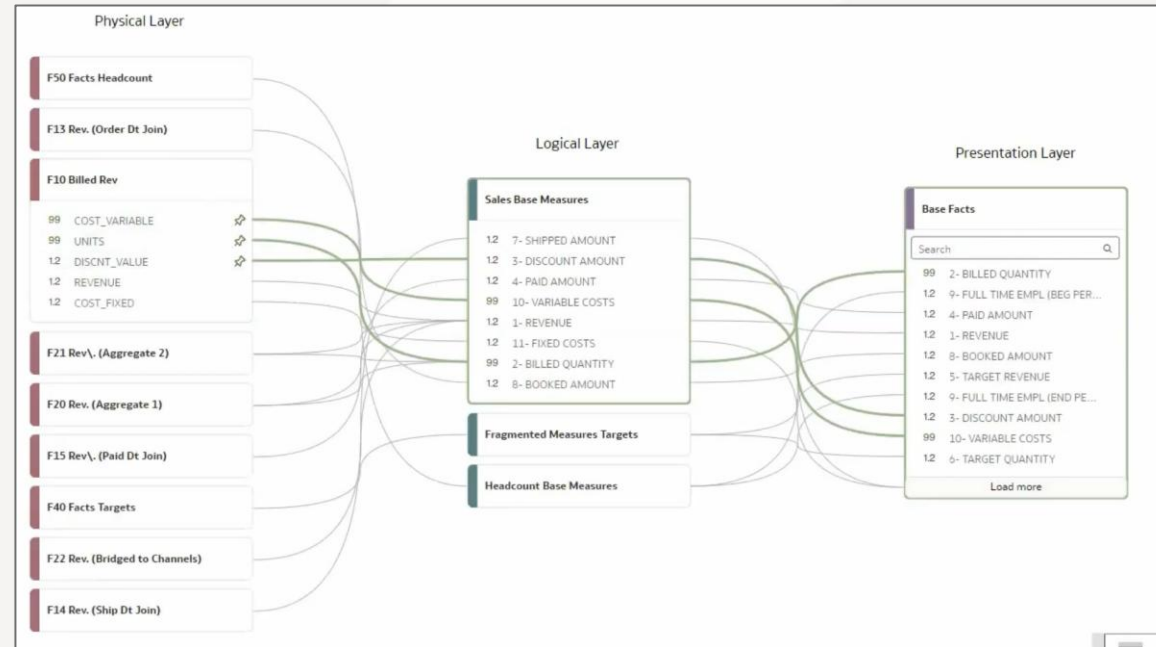 Physical Layer
F50 Facts Headcount
F13 Rev. (Order Dt Join)
F10 Billed Rev
99 COST_VARIABLE
99 UNITS
1.2 DISCNT_VALUE
1.2 REVENUE
1.2 COST_FIXED
F21 Rev\. (Aggregate 2)
F20 Rev. (Aggregate 1)
F15 Rev\. (Paid Dt Join)
F40 Facts Targets
F22 Rev. (Bridged to Channels)
F14 Rev. (Ship Dt Join)
Logical Layer
Sales Base Measures
1.2 7- SHIPPED AMOUNT
1.2 3- DISCOUNT AMOUNT
1.2 4- PAID AMOUNT
99 10- VARIABLE COSTS
1.2 1- REVENUE
1.2 11- FIXED COSTS
99 2- BILLED QUANTITY
1.2 8- BOOKED AMOUNT
Fragmented Measures Targets
Headcount Base Measures
Presentation Layer
Base Facts
Search
99 2- BILLED QUANTITY
1.2 9- FULL TIME EMPL (BEG PER...
1.2 4- PAID AMOUNT
1.2 1- REVENUE
1.2 8- BOOKED AMOUNT
1.2 5- TARGET REVENUE
1.2 9- FULL TIME EMPL (END PE...
1.2 3- DISCOUNT AMOUNT
99 10- VARIABLE COSTS
1.2 6- TARGET QUANTITY
Load more